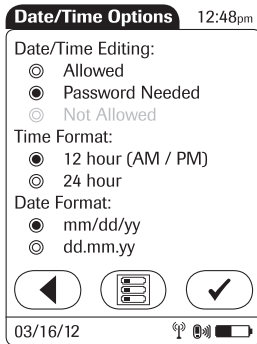 Date/Time Options 12:48pm
Date/Time Editing:
Allowed
Password Needed
Not Allowed
Time Format:
12 hour (AM / PM)
24 hour
Date Format:
mm/dd/yy
dd.mm.yy
03/16/12